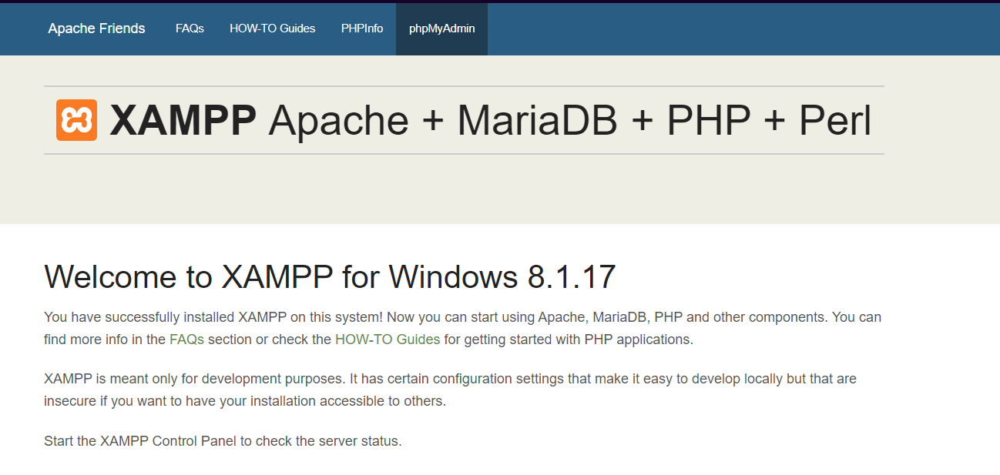 Apache Friends FAQs HOW-TO Guides PHPInfo phpMyAdmin
XAMPP Apache + MariaDB + PHP + Perl
Welcome to XAMPP for Windows 8.1.17
You have successfully installed XAMPP on this system! Now you can start using Apache, MariaDB, PHP and other components. You can
find more info in the FAQs section or check the HOW-TO Guides for getting started with PHP applications.
XAMPP is meant only for development purposes. It has certain configuration settings that make it easy to develop locally but that are
insecure if you want to have your installation accessible to others.
Start the XAMPP Control Panel to check the server status.